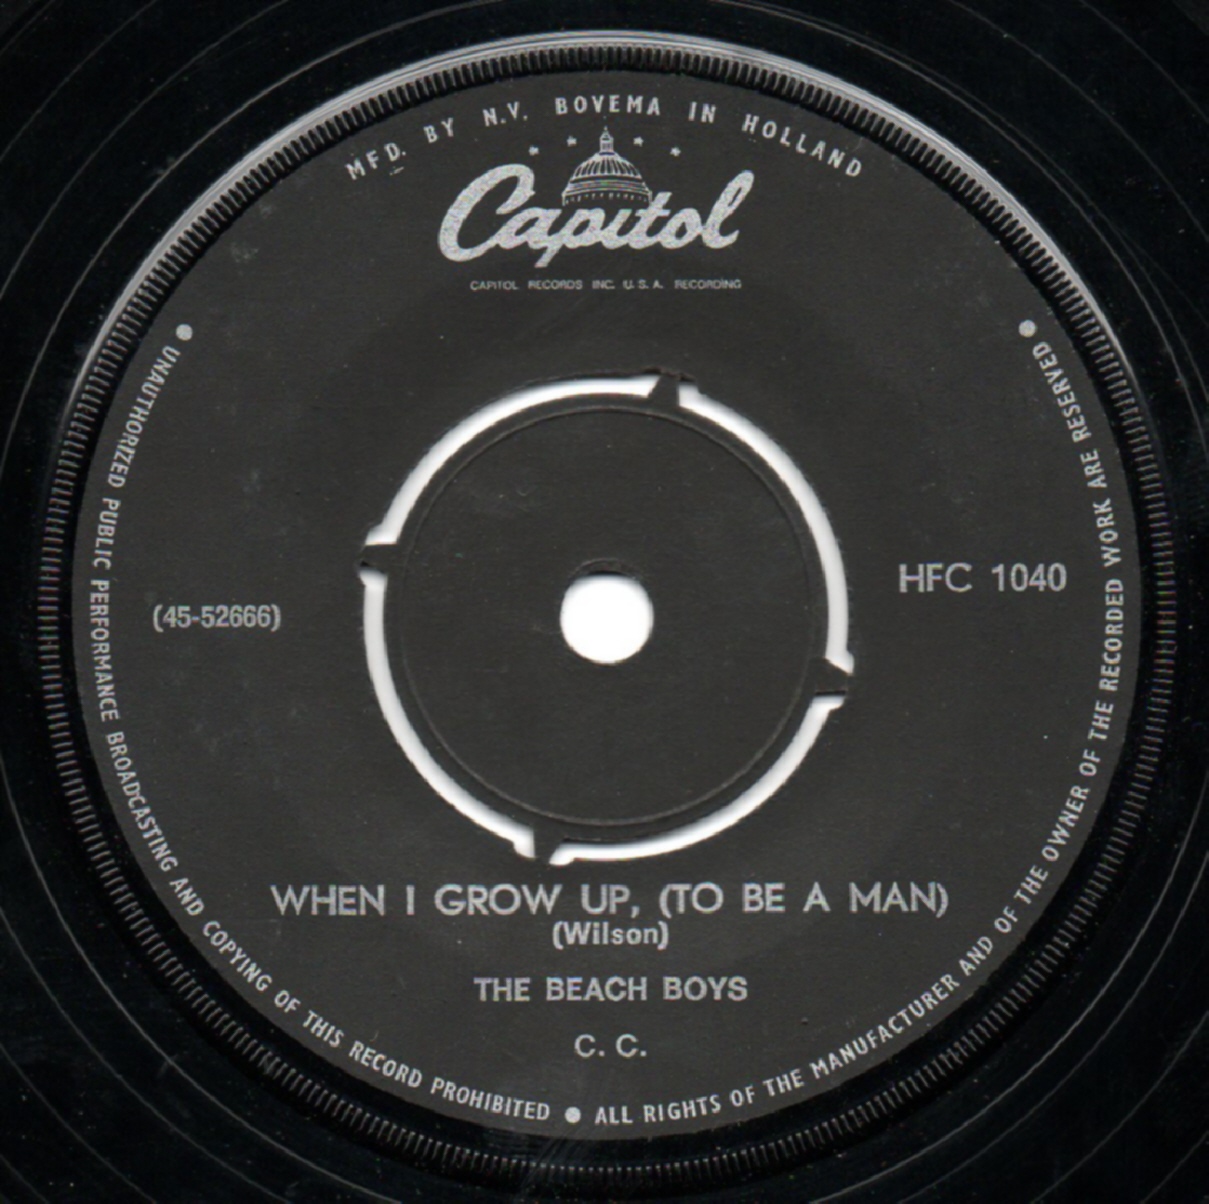 MFD. BY N.V. BOVEMA IN HOLLAND
Capitol
CAPITOL RECORDS INC. U.S.A. RECORDING
HFC 1040
(45-52666)
WHEN I GROW UP, (TO BE A MAN)
(Wilson)
THE BEACH BOYS
C. C.
● UNAUTHORIZED PUBLIC PERFORMANCE BROADCASTING AND COPYING OF THIS RECORD PROHIBITED ● ALL RIGHTS OF THE MANUFACTURER AND OF THE OWNER OF THE RECORDED WORK ARE RESERVED ●